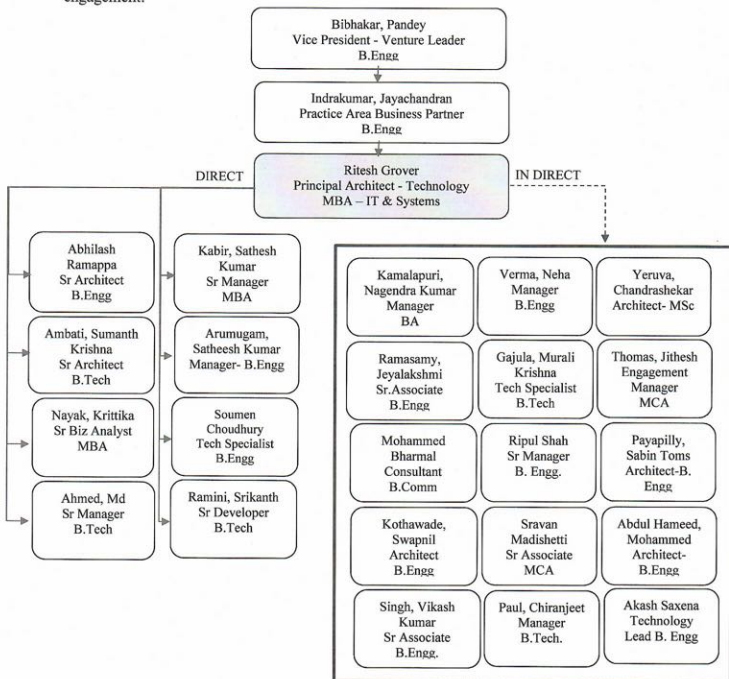 engagement.
Bibhakar, Pandey
Vice President - Venture Leader
B.Engg
Indrakumar, Jayachandran
Practice Area Business Partner
B.Engg
DIRECT
Ritesh Grover
Principal Architect - Technology
MBA – IT & Systems
IN DIRECT
Abhilash
Ramappa
Sr Architect
B.Engg
Kabir, Sathesh
Kumar
Sr Manager
MBA
Ambati, Sumanth
Krishna
Sr Architect
B.Tech
Arumugam,
Satheesh Kumar
Manager- B.Engg
Nayak, Krittika
Sr Biz Analyst
MBA
Soumen
Choudhury
Tech Specialist
B.Engg
Ahmed, Md
Sr Manager
B.Tech
Ramini, Srikanth
Sr Developer
B.Tech
Kamalapuri,
Nagendra Kumar
Manager
BA
Verma, Neha
Manager
B.Engg
Yeruva,
Chandrashekar
Architect- MSc
Ramasamy,
Jeyalakshmi
Sr.Associate
B.Engg
Gajula, Murali
Krishna
Tech Specialist
B.Tech
Thomas, Jithesh
Engagement
Manager
MCA
Mohammed
Bharmal
Consultant
B.Comm
Ripul Shah
Sr Manager
B. Engg.
Payapilly,
Sabin Toms
Architect-B.
Engg
Kothawade,
Swapnil
Architect
B.Engg
Sravan
Madishetti
Sr Associate
MCA
Abdul Hameed,
Mohammed
Architect-
B.Engg
Singh, Vikash
Kumar
Sr Associate
B.Engg.
Paul, Chiranjeet
Manager
B.Tech.
Akash Saxena
Technology
Lead B. Engg